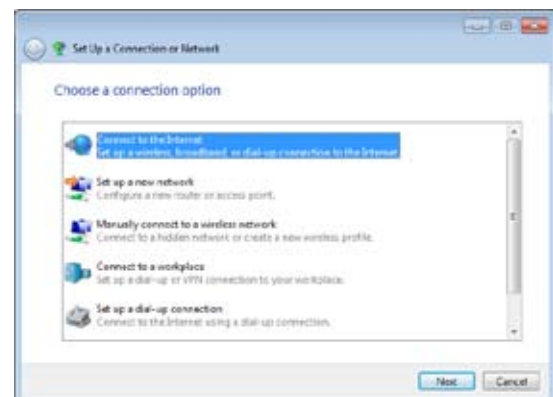 Set Up a Connection or Network
Choose a connection option
Connect to the Internet
Set up a wireless, broadband, or dial-up connection to the Internet.
Set up a new network
Configure a new router or access point.
Manually connect to a wireless network
Connect to a hidden network or create a new wireless profile.
Connect to a workplace
Set up a dial-up or VPN connection to your workplace.
Set up a dial-up connection
Connect to the Internet using a dial-up connection.
Next
Cancel